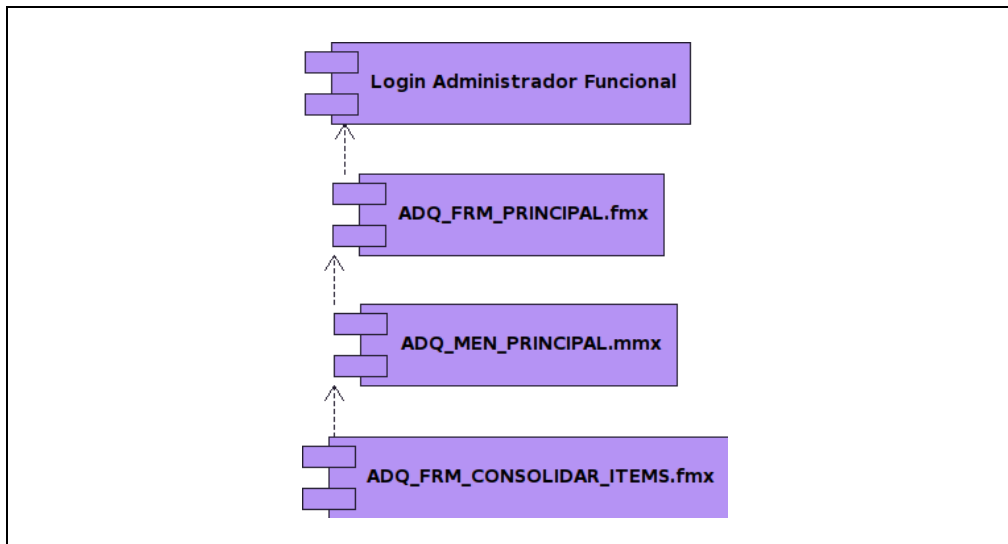 Login Administrador Funcional
ADQ_FRM_PRINCIPAL.fmx
ADQ_MEN_PRINCIPAL.mmx
ADQ_FRM_CONSOLIDAR_ITEMS.fmx